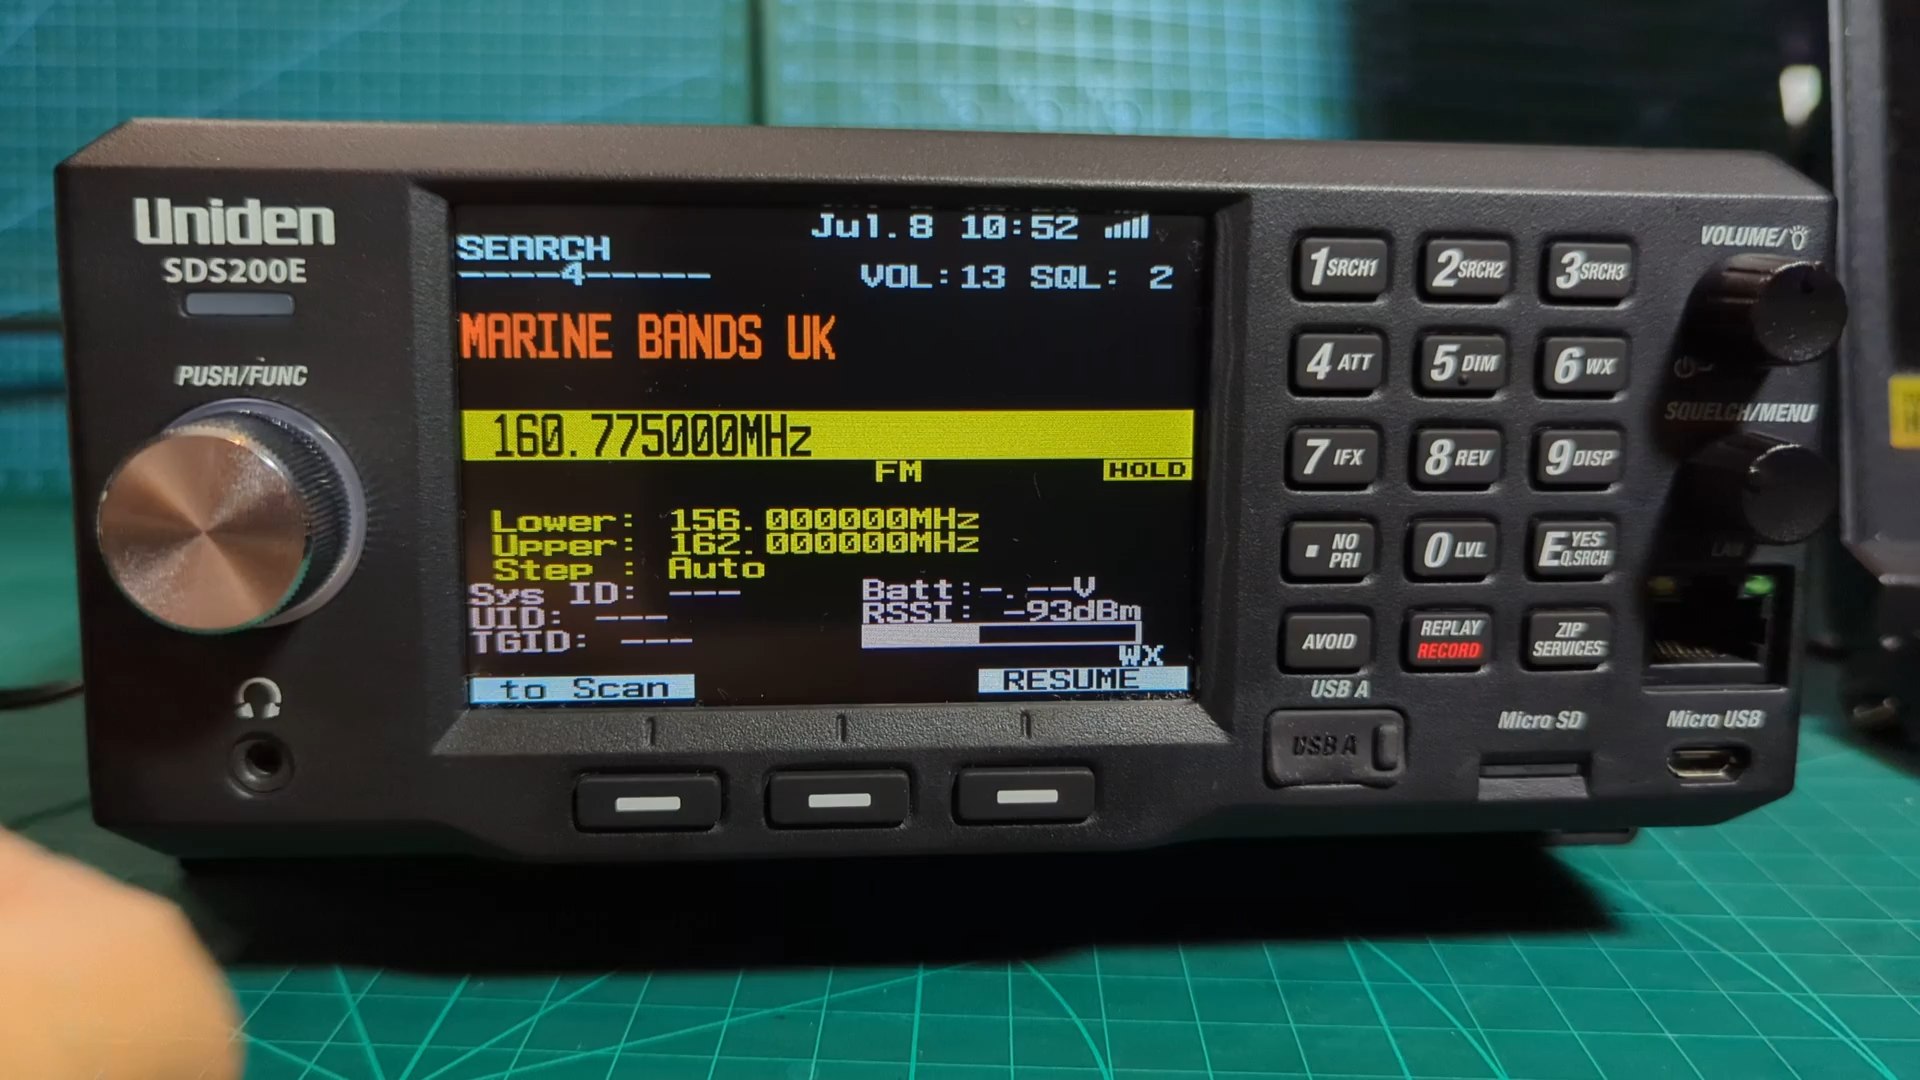 Uniden
SDS200E
PUSH/FUNC
SEARCH
----4------
Jul. 8 10:52
VOL:13 SQL: 2
MARINE BANDS UK
160.775000MHz
FM
HOLD
Lower: 156.000000MHz
Upper: 162.000000MHz
Step : Auto
Sys ID: ---
UID: ---
TGID: ---
Batt:-.--V
RSSI: -93dBm
WX
to Scan
RESUME
1 SRCH1
2 SRCH2
3 SRCH3
4 ATT
5 DIM
6 WX
7 IFX
8 REV
9 DISP
. NO PRI
0 LVL
E YES Q.SRCH
AVOID
REPLAY
RECORD
ZIP
SERVICES
VOLUME/
SQUELCH/MENU
LAN
USB A
USB A
Micro SD
Micro USB